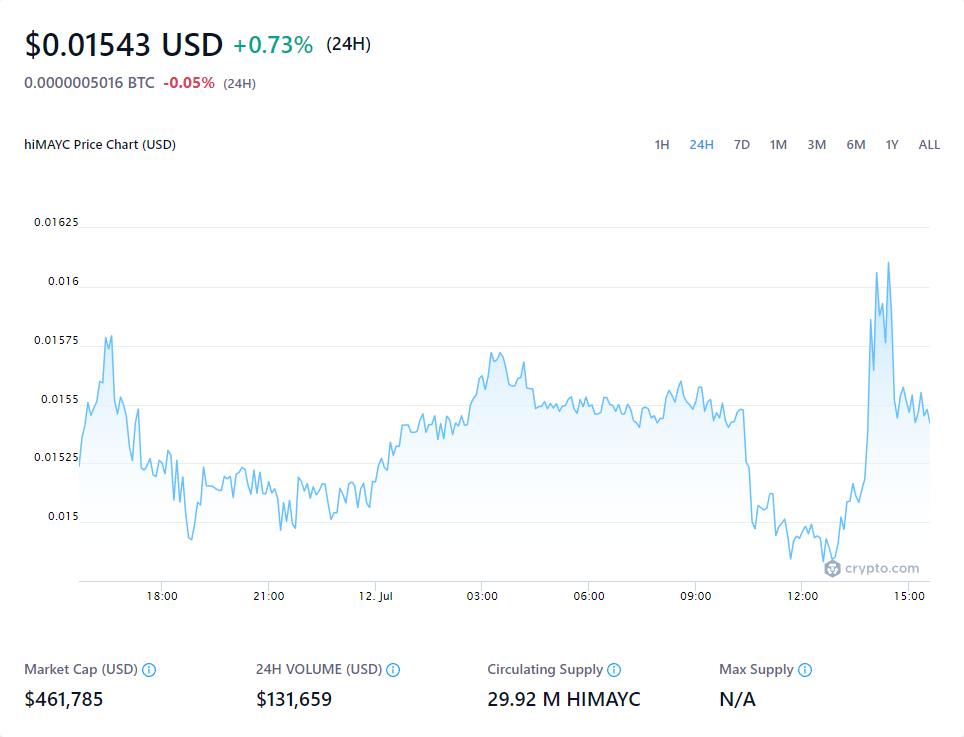 $0.01543 USD +0.73% (24H)
0.0000005016 BTC -0.05% (24H)
hiMAYC Price Chart (USD) 1H 24H 7D 1M 3M 6M 1Y ALL
0.01625
0.016
0.01575
0.0155
0.01525
0.015
crypto.com
18:00 21:00 12. Jul 03:00 06:00 09:00 12:00 15:00
Market Cap (USD) 24H VOLUME (USD) Circulating Supply Max Supply
$461,785 $131,659 29.92 M HIMAYC N/A